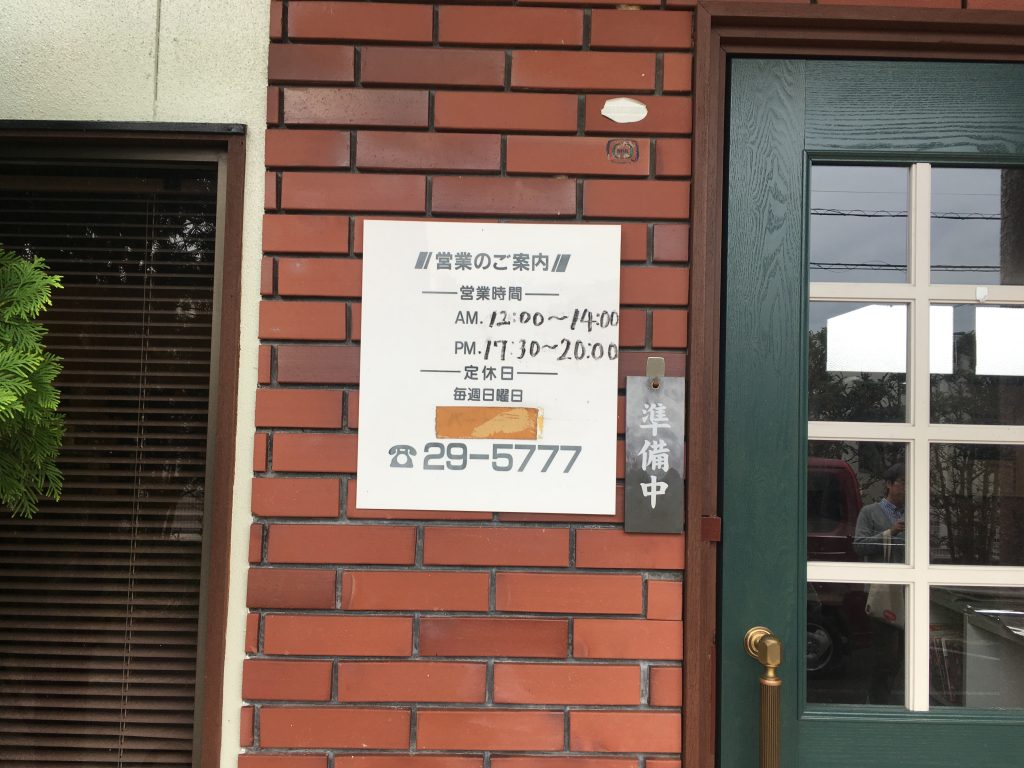 営業のご案内
営業時間
AM. 12:00～14:00
PM. 17:30～20:00
定休日
毎週日曜日
☎29-5777
準備中